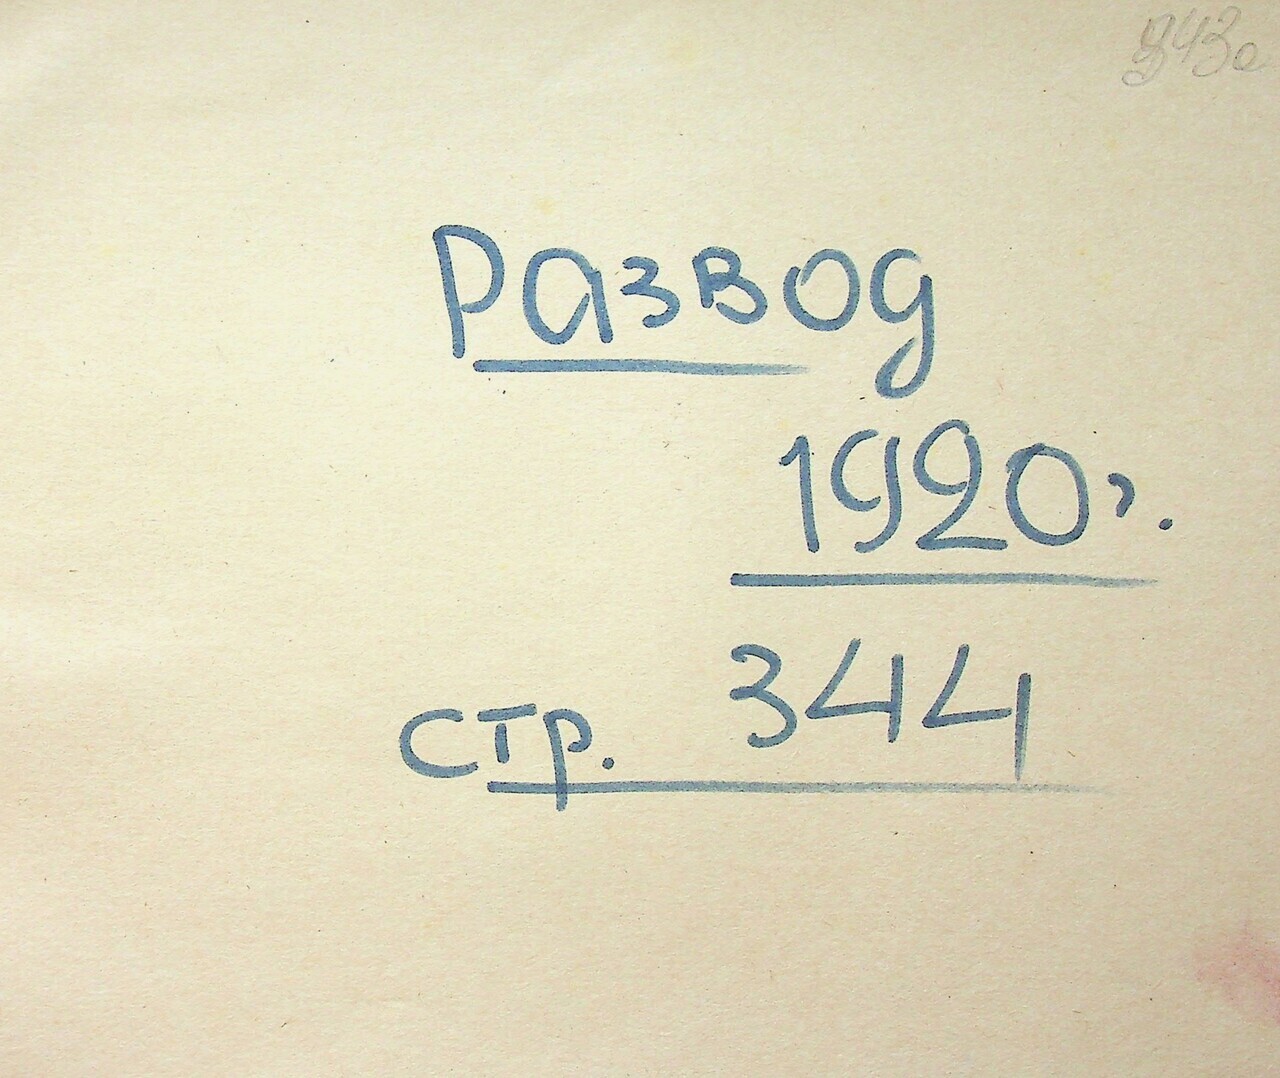 Развод
1920 г.
стр. 344